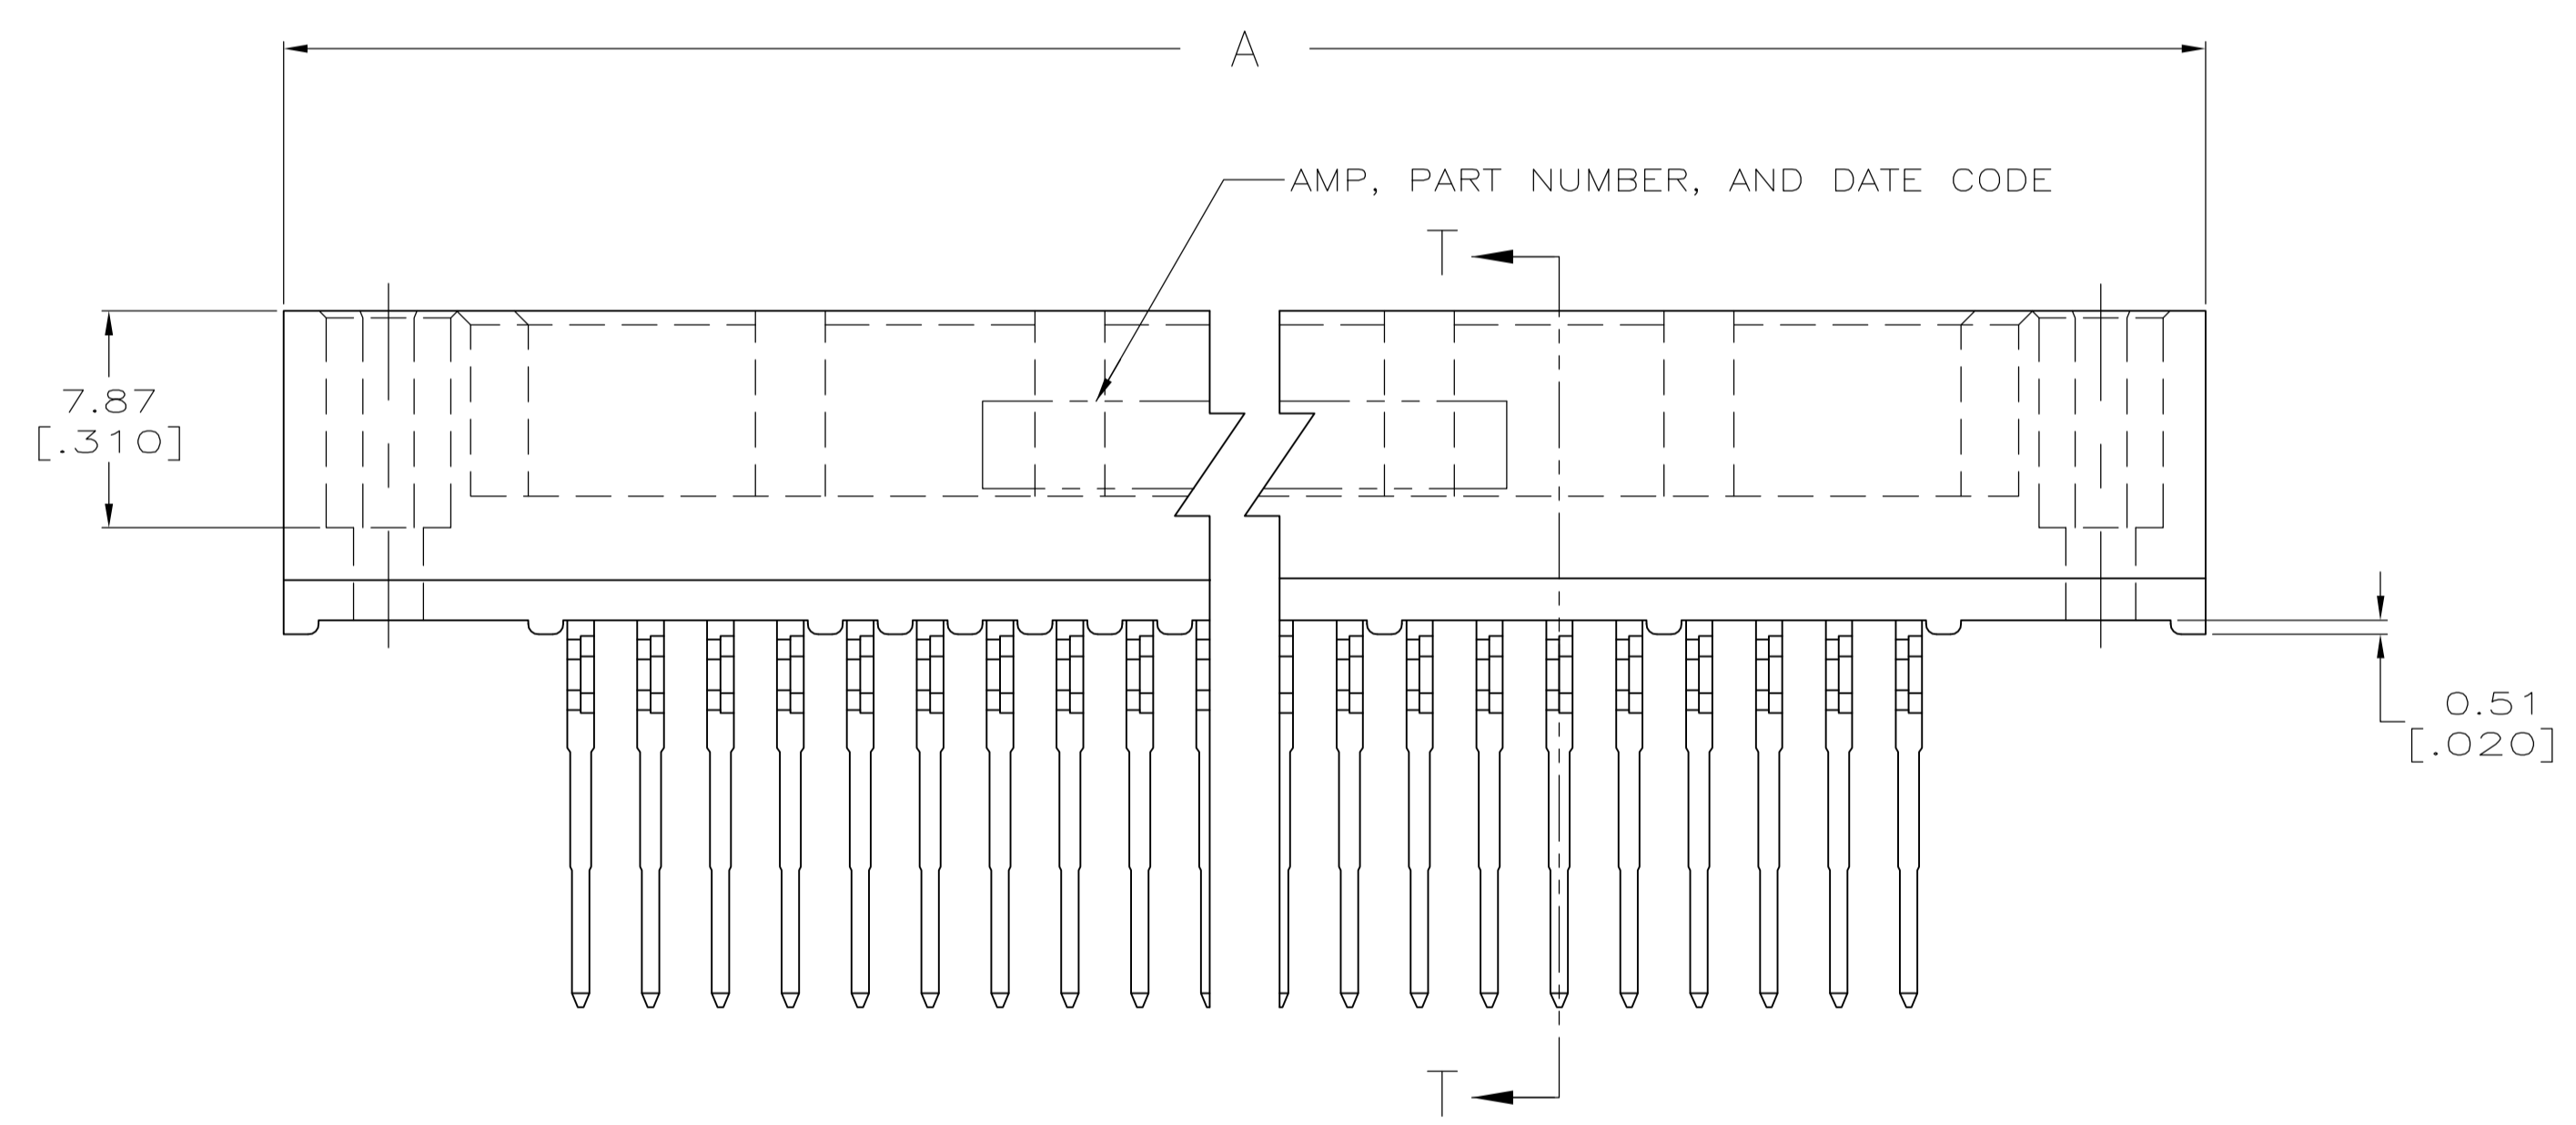 A
AMP, PART NUMBER, AND DATE CODE
T
7.87
[.310]
0.51
[.020]
T